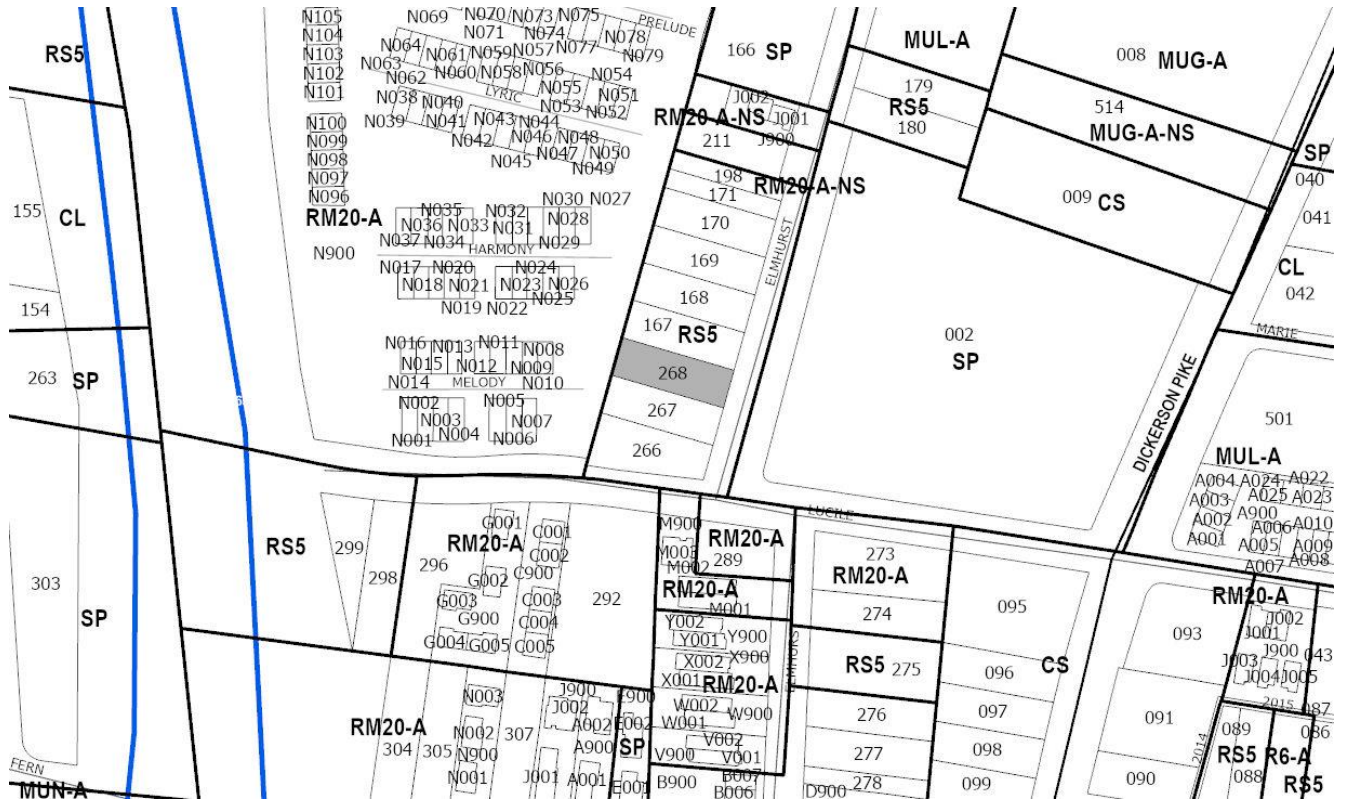 N105
N104
N103
N102
N101
N100
N099
N098
N097
N096
RM20-A
N900
RS5
155
CL
154
263
SP
303
SP
FERN
MUN-A
N069
N070
N073
N075
PRELUDE
N071
N074
N078
N064
N061
N059
N057
N077
N079
N063
N062
N060
N058
N056
N054
N055
N051
LYRIC
N053
N052
N038
N040
N043
N044
N039
N041
N042
N046
N048
N045
N047
N050
N049
N030
N027
N035
N032
N028
N036
N033
N031
N037
N034
N029
HARMONY
N017
N020
N024
N018
N021
N023
N026
N025
N019
N022
N016
N013
N011
N008
N015
N012
N009
N014
MELODY
N010
N002
N005
N003
N007
N001
N004
N006
166
SP
J002
J001
RM20-A-NS
211
J900
198
RM20-A-NS
171
170
169
168
167
RS5
268
267
266
ELMHURST
MUL-A
179
RS5
180
008
MUG-A
514
MUG-A-NS
009
CS
002
SP
SP
040
041
CL
042
MARIE
DICKERSON PIKE
501
MUL-A
A004
A024
A022
A003
A025
A023
A002
A900
A006
A010
A001
A005
A009
A007
A008
LUCILE
RS5
299
298
296
RM20-A
G001
C001
C002
G002
C900
G003
C003
G900
C004
G004
G005
C005
292
M900
M003
M002
RM20-A
289
RM20-A
M001
Y002
Y001
Y900
X002
X900
X001
RM20-A
W002
W001
W900
V002
V900
V001
B007
B900
B006
ELMHURS
273
RM20-A
274
RS5
275
276
277
278
D900
095
096
CS
097
098
099
093
091
090
2014
RM20-A
J002
J001
J900
043
J003
J004
J005
2015
087
089
086
RS5
R6-A
088
RS5
RM20-A
304
305
N003
N002
N900
N001
307
J900
J002
A002
A900
J001
A001
E900
E002
SP
E001